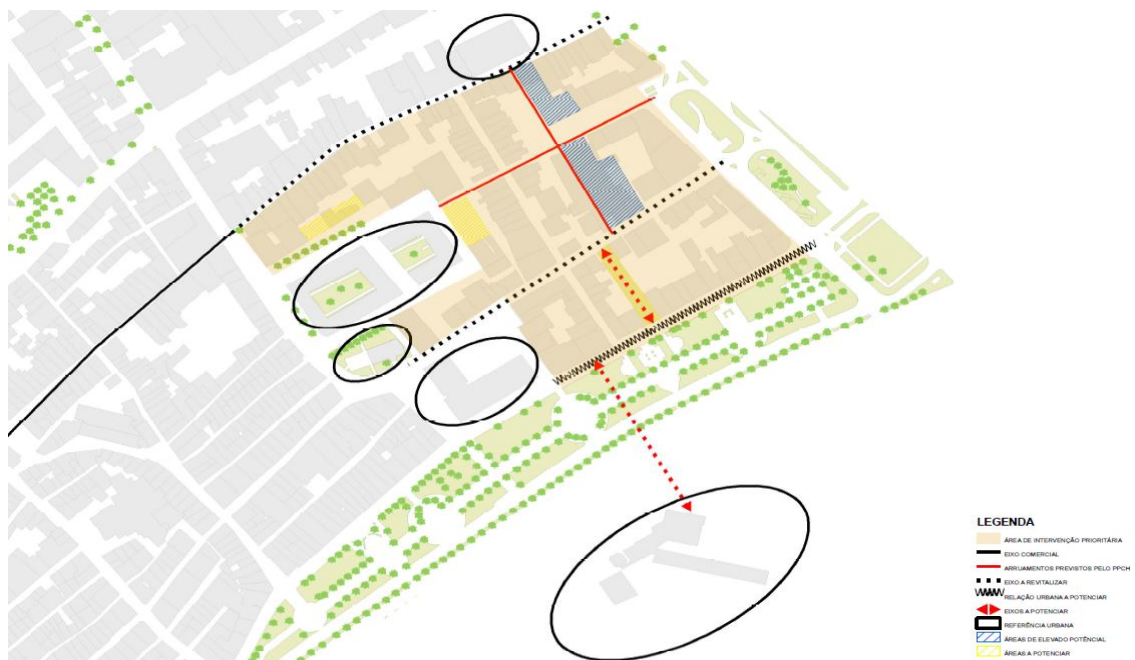 LEGENDA
ÁREA DE INTERVENÇÃO PRIORITÁRIA
EIXO COMERCIAL
ARRUAMENTOS PREVISTOS PELO PPCH
EIXO A REVITALIZAR
RELAÇÃO URBANA A POTENCIAR
EIXOS A POTENCIAR
REFERÊNCIA URBANA
ÁREAS DE ELEVADO POTÊNCIAL
ÁREAS A POTENCIAR